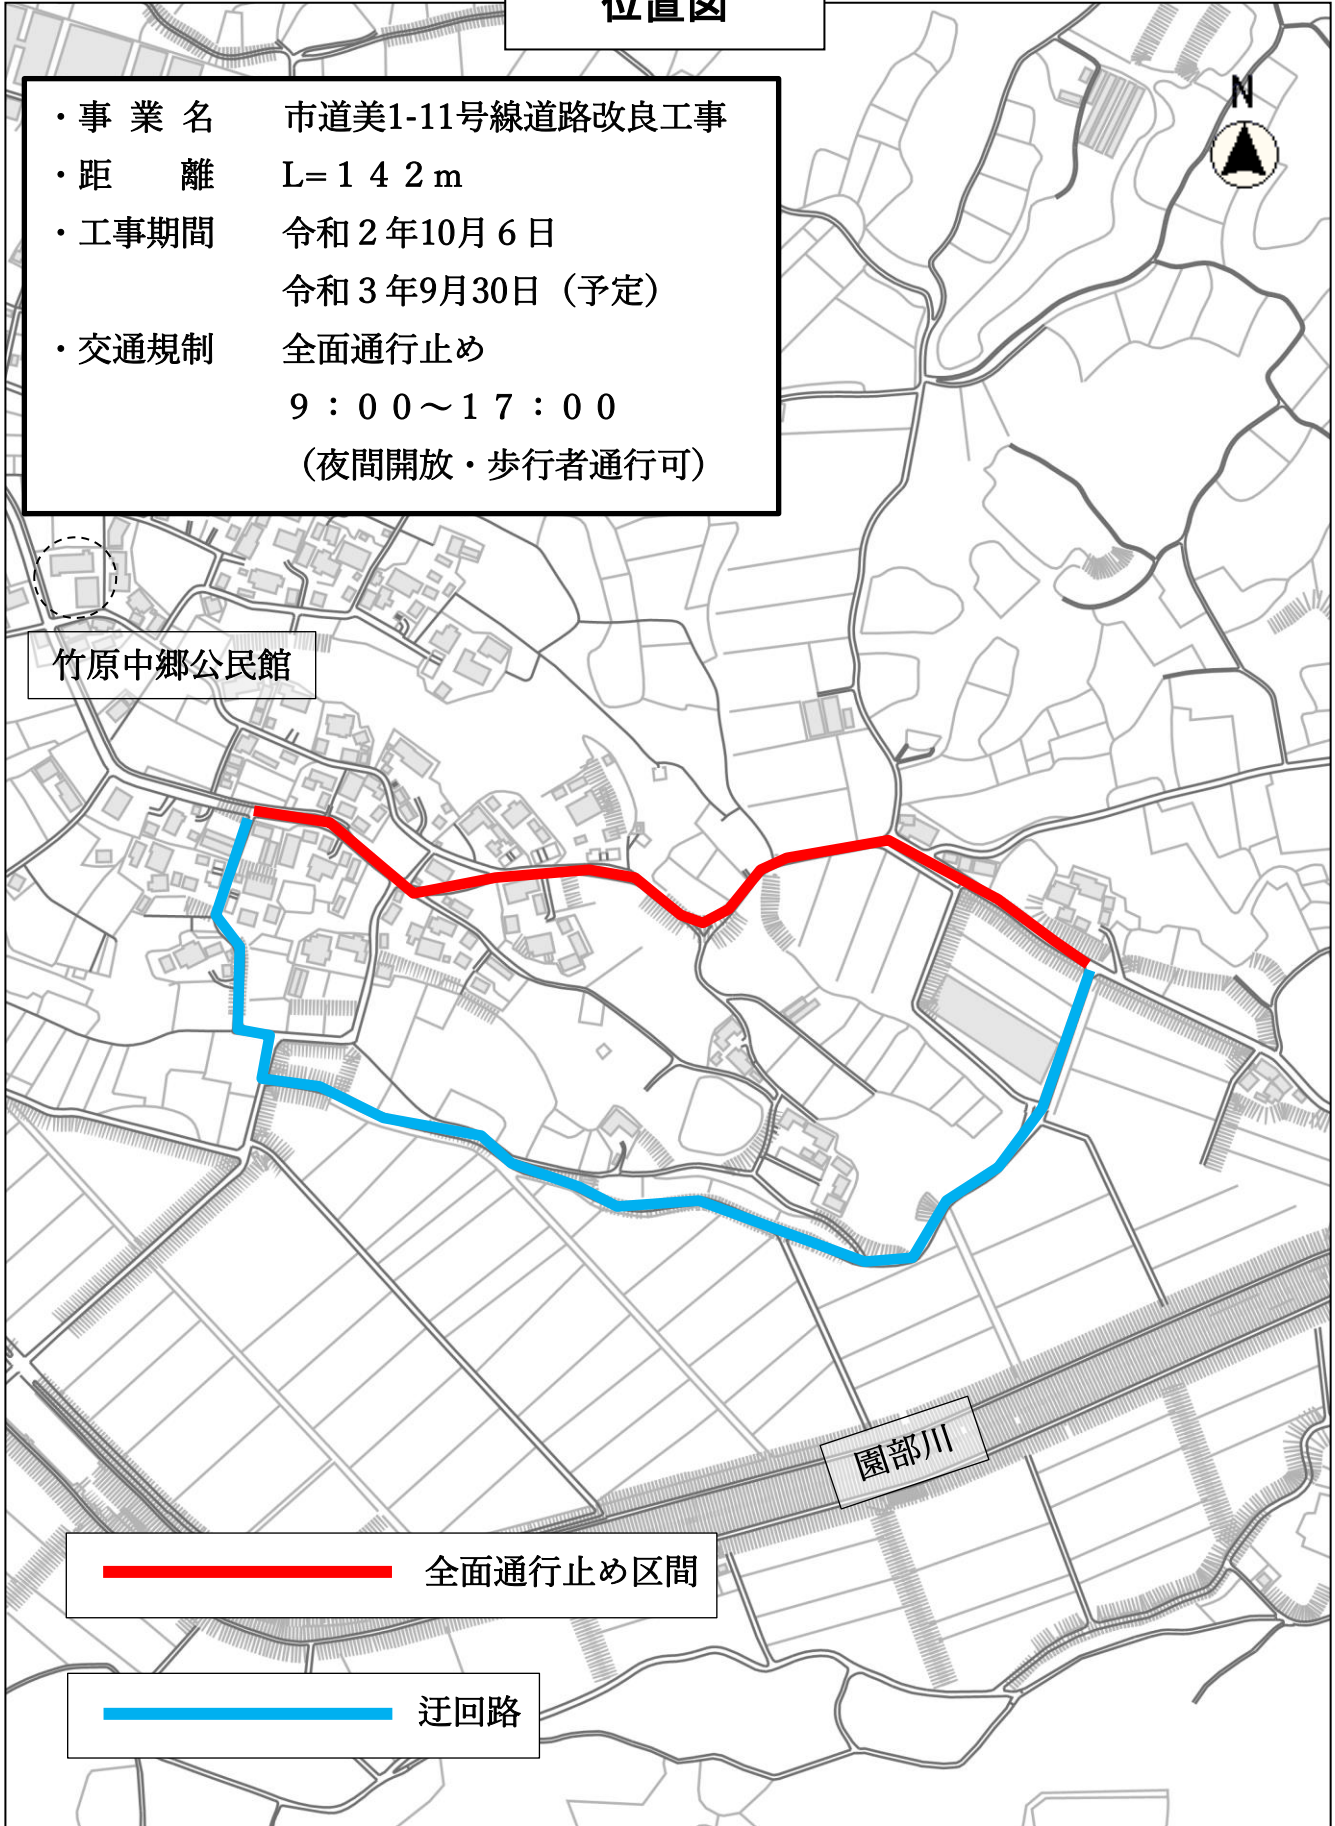 位置図
・事業名　市道美1-11号線道路改良工事
・距　離　L=１４２m
・工事期間　令和２年10月６日
令和３年9月30日（予定）
・交通規制　全面通行止め
９：００～１７：００
（夜間開放・歩行者通行可）
N
竹原中郷公民館
園部川
全面通行止め区間
迂回路